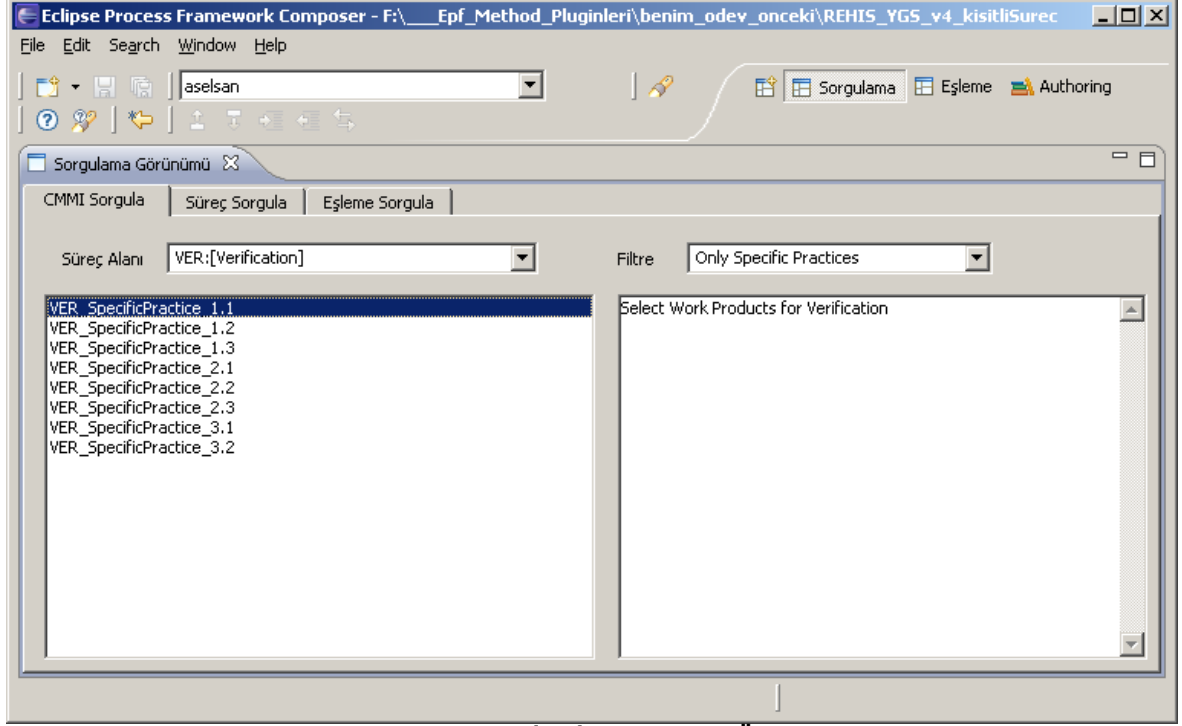 Eclipse Process Framework Composer - F:\___Epf_Method_Pluginleri\benim_odev_onceki\REHIS_YGS_v4_kisitliSurec
File Edit Search Window Help
aselsan
Sorgulama Eşleme Authoring
Sorgulama Görünümü
CMMI Sorgula Süreç Sorgula Eşleme Sorgula
Süreç Alanı VER:[Verification] Filtre Only Specific Practices
VER_SpecificPractice_1.1 Select Work Products for Verification
VER_SpecificPractice_1.2
VER_SpecificPractice_1.3
VER_SpecificPractice_2.1
VER_SpecificPractice_2.2
VER_SpecificPractice_2.3
VER_SpecificPractice_3.1
VER_SpecificPractice_3.2